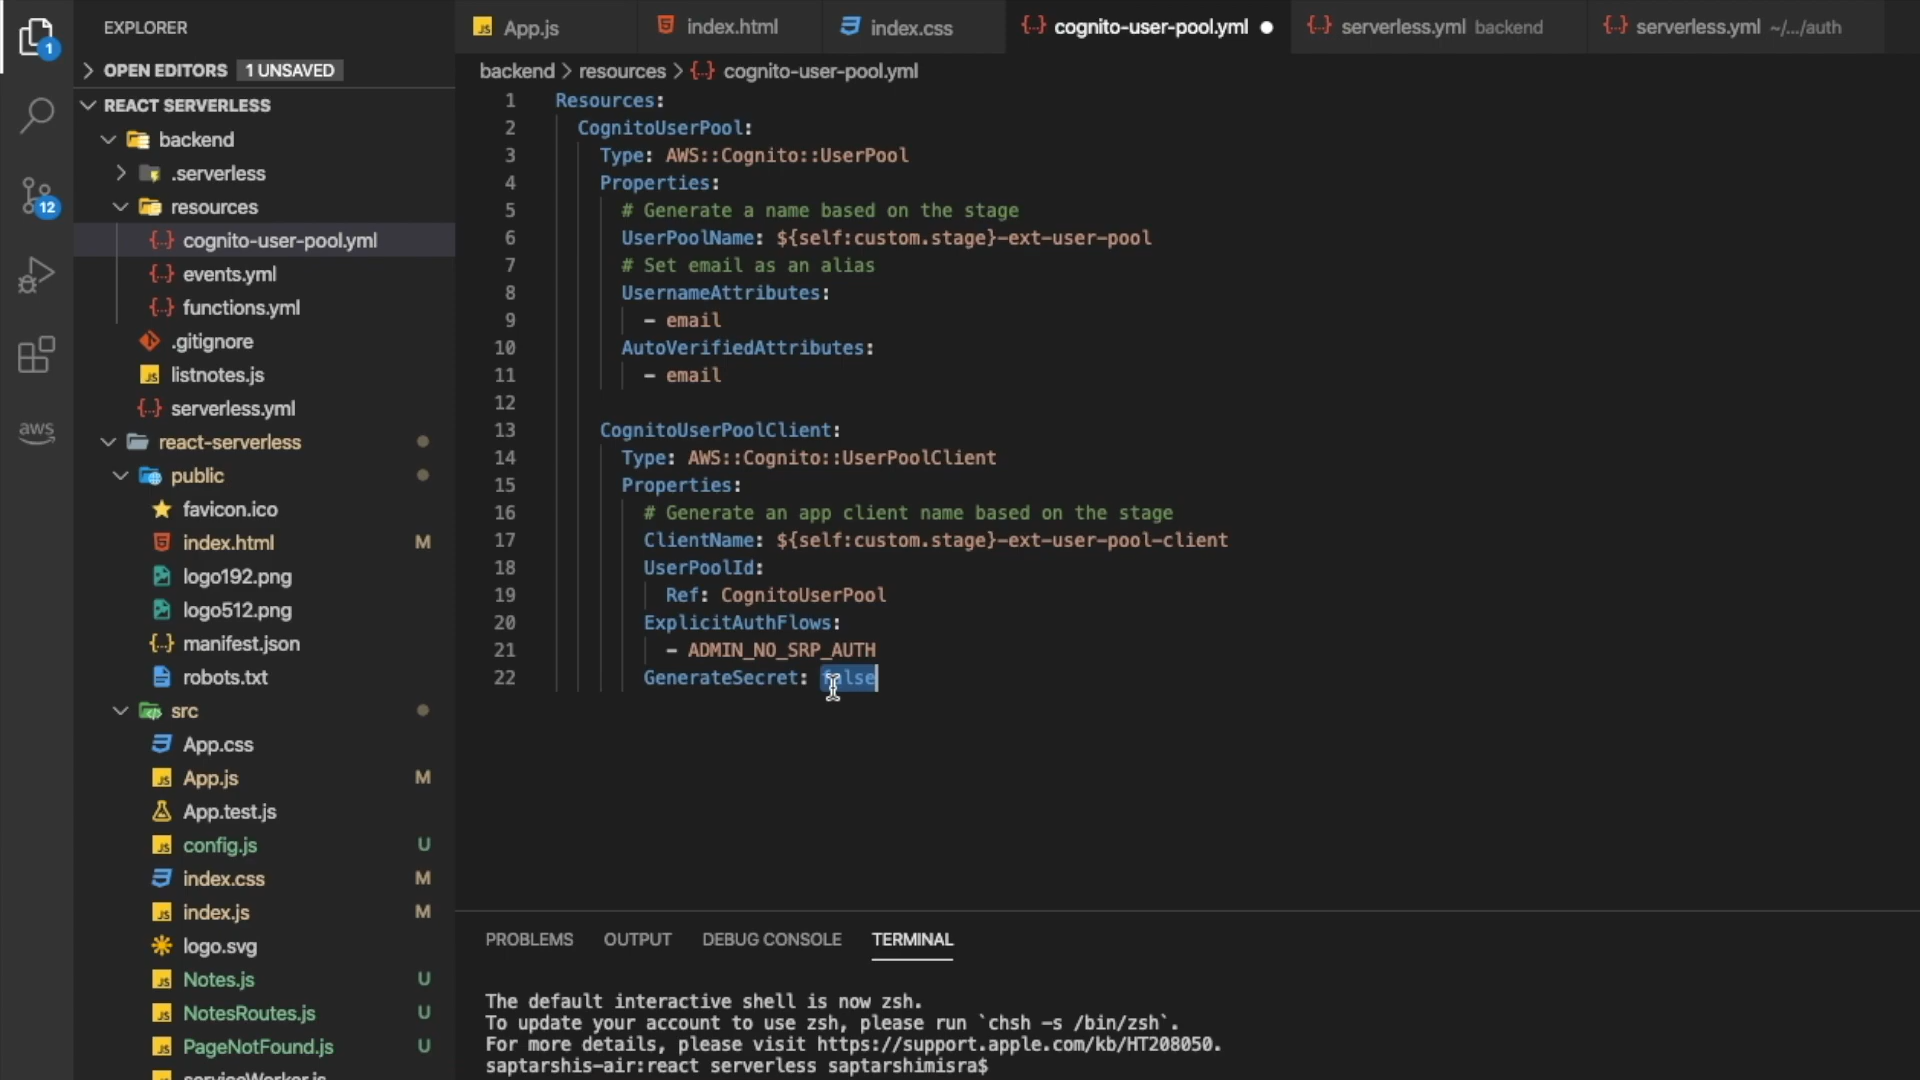 EXPLORER
OPEN EDITORS 1 UNSAVED
REACT SERVERLESS
backend
.serverless
resources
cognito-user-pool.yml
events.yml
functions.yml
.gitignore
listnotes.js
serverless.yml
react-serverless
public
favicon.ico
index.html M
logo192.png
logo512.png
manifest.json
robots.txt
src
App.css
App.js M
App.test.js
config.js U
index.css M
index.js M
logo.svg
Notes.js U
NotesRoutes.js U
PageNotFound.js U
serviceWorker.js
1
12
aws
App.js index.html index.css cognito-user-pool.yml serverless.yml backend serverless.yml ~/.../auth
backend > resources > cognito-user-pool.yml
1 Resources:
2 CognitoUserPool:
3 Type: AWS::Cognito::UserPool
4 Properties:
5 # Generate a name based on the stage
6 UserPoolName: ${self:custom.stage}-ext-user-pool
7 # Set email as an alias
8 UsernameAttributes:
9 - email
10 AutoVerifiedAttributes:
11 - email
12
13 CognitoUserPoolClient:
14 Type: AWS::Cognito::UserPoolClient
15 Properties:
16 # Generate an app client name based on the stage
17 ClientName: ${self:custom.stage}-ext-user-pool-client
18 UserPoolId:
19 Ref: CognitoUserPool
20 ExplicitAuthFlows:
21 - ADMIN_NO_SRP_AUTH
22 GenerateSecret: false
PROBLEMS OUTPUT DEBUG CONSOLE TERMINAL
The default interactive shell is now zsh.
To update your account to use zsh, please run `chsh -s /bin/zsh`.
For more details, please visit https://support.apple.com/kb/HT208050.
saptarshis-air:react serverless saptarshimisra$